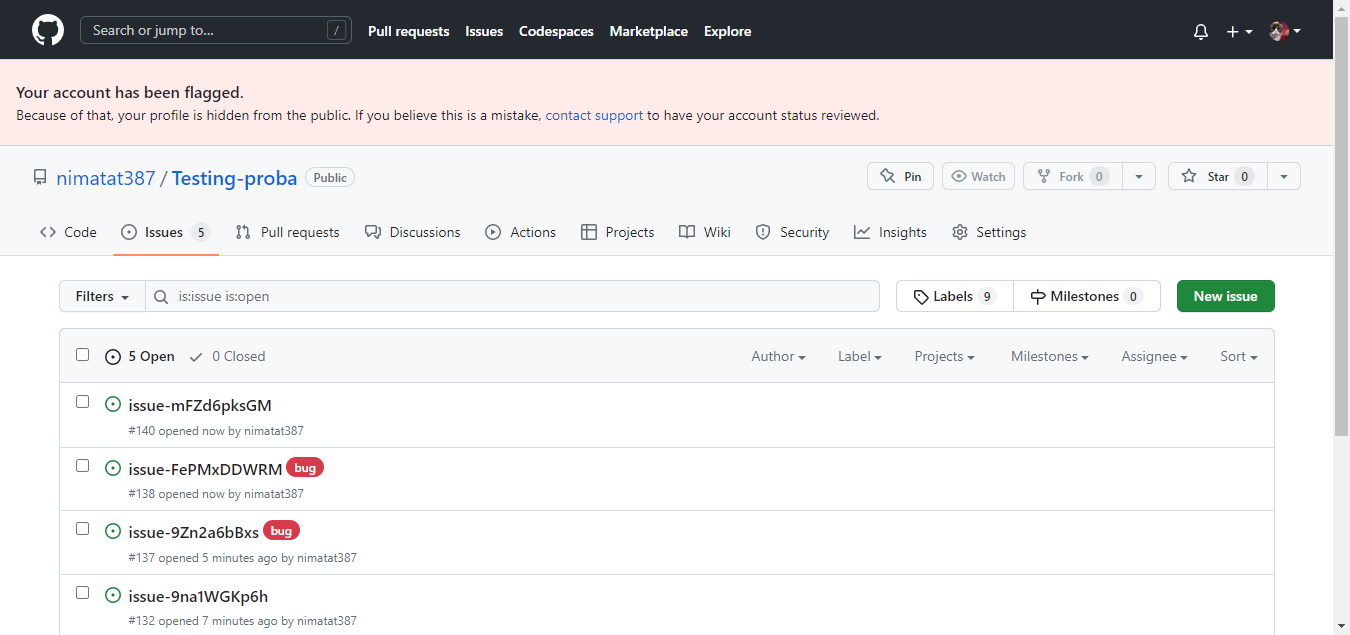 Search or jump to... /
Pull requests Issues Codespaces Marketplace Explore
Your account has been flagged.
Because of that, your profile is hidden from the public. If you believe this is a mistake, contact support to have your account status reviewed.
nimatat387 / Testing-proba Public
Pin Watch Fork 0 Star 0
Code Issues 5 Pull requests Discussions Actions Projects Wiki Security Insights Settings
Filters is:issue is:open Labels 9 Milestones 0 New issue
5 Open 0 Closed Author Label Projects Milestones Assignee Sort
issue-mFZd6pksGM
#140 opened now by nimatat387
issue-FePMxDDWRM bug
#138 opened now by nimatat387
issue-9Zn2a6bBxs bug
#137 opened 5 minutes ago by nimatat387
issue-9na1WGKp6h
#132 opened 7 minutes ago by nimatat387